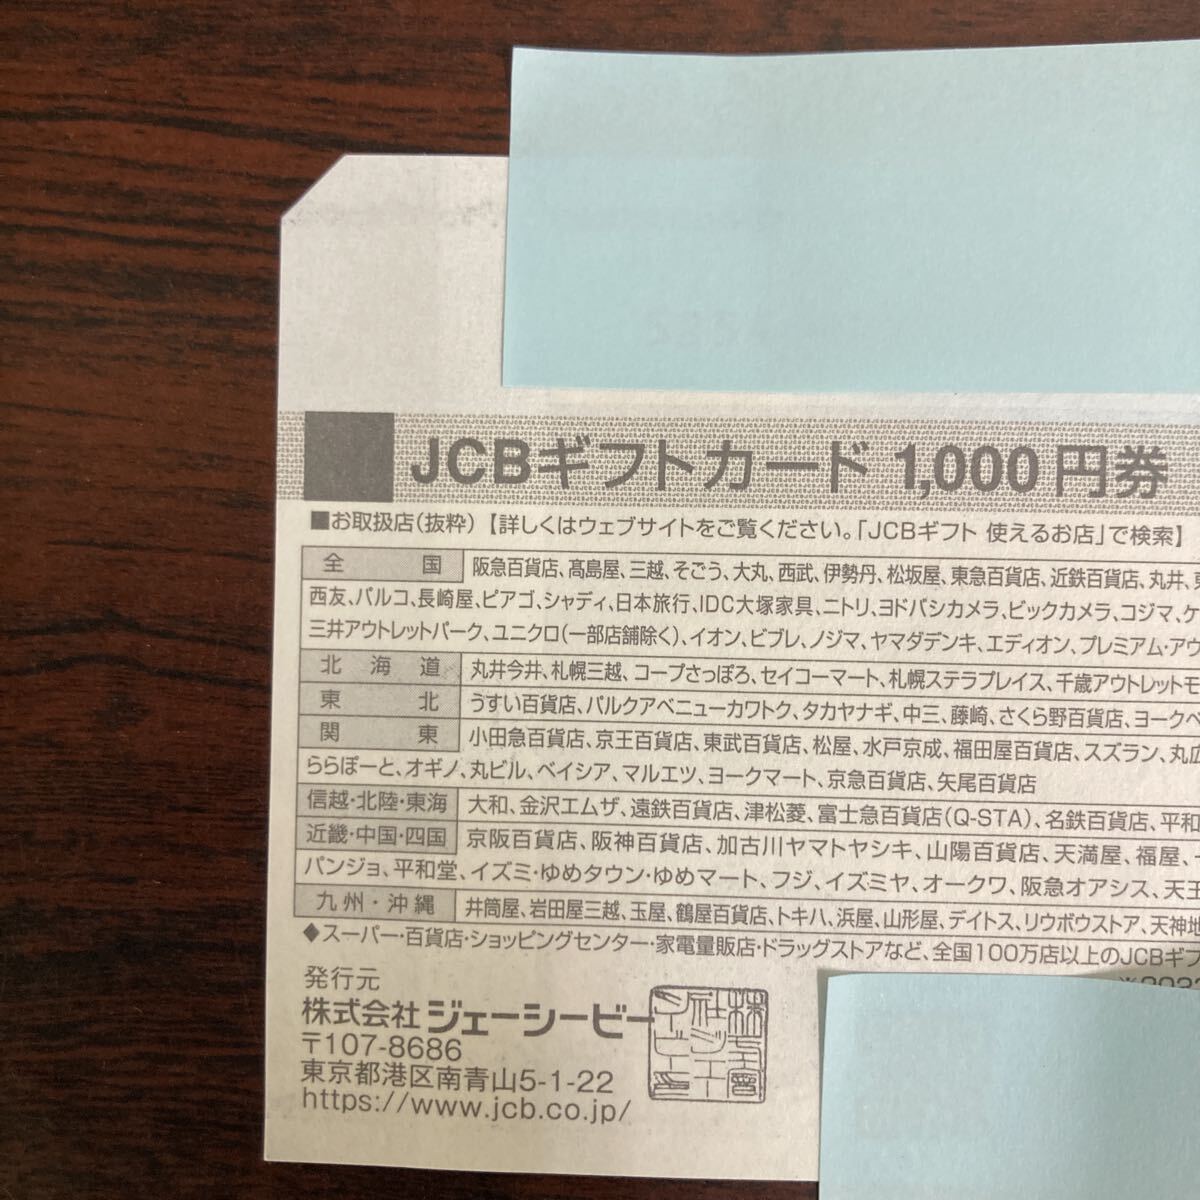 JCBギフトカード 1,000円券
■お取扱店(抜粋)【詳しくはウェブサイトをご覧ください。「JCBギフト 使えるお店」で検索】
全国 阪急百貨店、髙島屋、三越、そごう、大丸、西武、伊勢丹、松坂屋、東急百貨店、近鉄百貨店、丸井、
西友、パルコ、長崎屋、ピアゴ、シャディ、日本旅行、IDC大塚家具、ニトリ、ヨドバシカメラ、ビックカメラ、コジマ、ケ
三井アウトレットパーク、ユニクロ(一部店舗除く)、イオン、ビブレ、ノジマ、ヤマダデンキ、エディオン、プレミアム・アウ
北海道 丸井今井、札幌三越、コープさっぽろ、セイコーマート、札幌ステラプレイス、千歳アウトレットモ
東北 うすい百貨店、パルクアベニューカワトク、タカヤナギ、中三、藤崎、さくら野百貨店、ヨークベ
関東 小田急百貨店、京王百貨店、東武百貨店、松屋、水戸京成、福田屋百貨店、スズラン、丸広
ららぽーと、オギノ、丸ビル、ベイシア、マルエツ、ヨークマート、京急百貨店、矢尾百貨店
信越・北陸・東海 大和、金沢エムザ、遠鉄百貨店、津松菱、富士急百貨店(Q-STA)、名鉄百貨店、平和
近畿・中国・四国 京阪百貨店、阪神百貨店、加古川ヤマトヤシキ、山陽百貨店、天満屋、福屋、
パンジョ、平和堂、イズミ・ゆめタウン・ゆめマート、フジ、イズミヤ、オークワ、阪急オアシス、天王
九州・沖縄 井筒屋、岩田屋三越、玉屋、鶴屋百貨店、トキハ、浜屋、山形屋、デイトス、リウボウストア、天神地
◆スーパー・百貨店・ショッピングセンター・家電量販店・ドラッグストアなど、全国100万店以上のJCBギフ
発行元
株式会社 ジェーシービー
〒107-8686
東京都港区南青山5-1-22
https://www.jcb.co.jp/